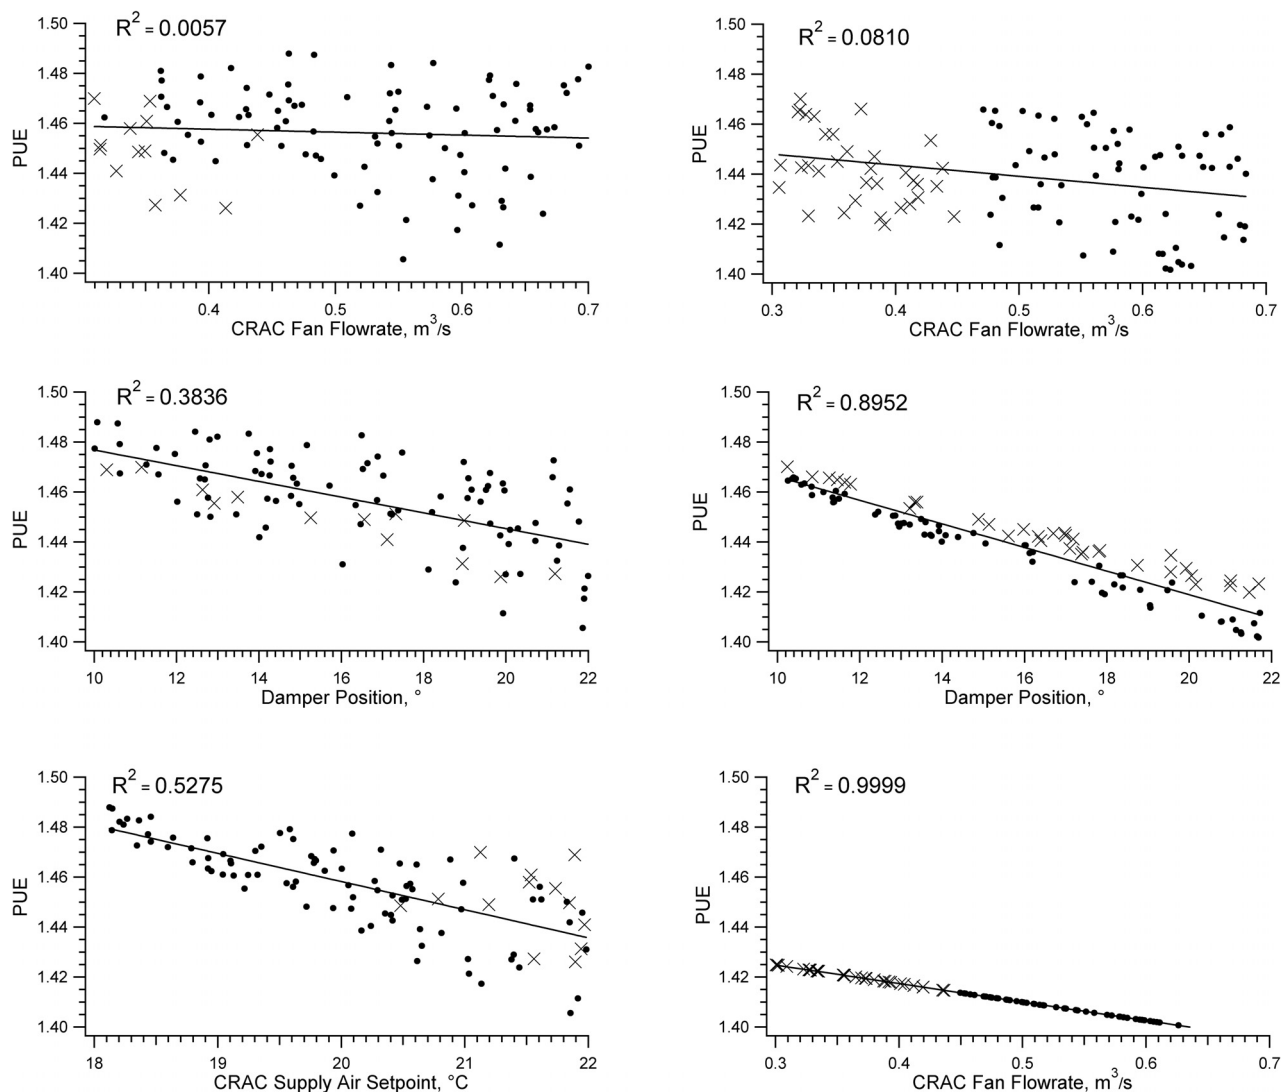 R² = 0.0057
1.50
1.48
1.46
1.44
1.42
1.40
PUE
0.4 0.5 0.6 0.7
CRAC Fan Flowrate, m³/s
R² = 0.0810
1.50
1.48
1.46
1.44
1.42
1.40
PUE
0.3 0.4 0.5 0.6 0.7
CRAC Fan Flowrate, m³/s
R² = 0.3836
1.50
1.48
1.46
1.44
1.42
1.40
PUE
10 12 14 16 18 20 22
Damper Position, °
R² = 0.8952
1.50
1.48
1.46
1.44
1.42
1.40
PUE
10 12 14 16 18 20 22
Damper Position, °
R² = 0.5275
1.50
1.48
1.46
1.44
1.42
1.40
PUE
18 19 20 21 22
CRAC Supply Air Setpoint, °C
R² = 0.9999
1.50
1.48
1.46
1.44
1.42
1.40
PUE
0.3 0.4 0.5 0.6 0.7
CRAC Fan Flowrate, m³/s